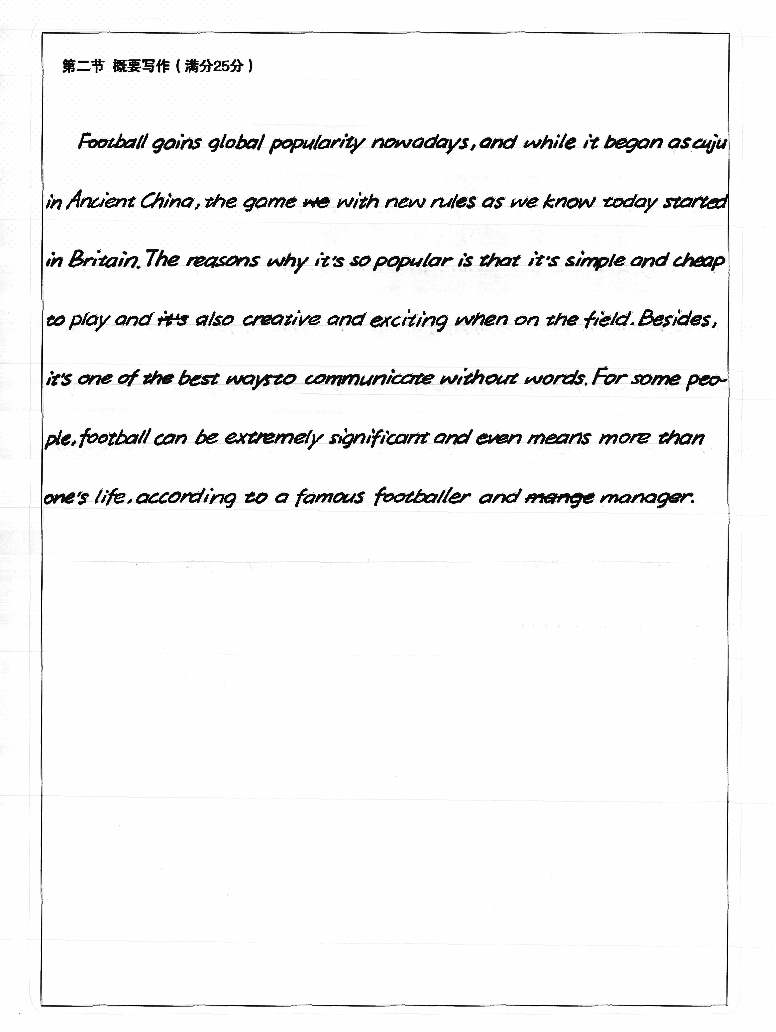 第二节 概要写作（满分25分）
Football gains global popularity nowadays, and while it began as cuju
in Ancient China, the game we with new rules as we know today started
in Britain. The reasons why it's so popular is that it's simple and cheap
to play and it's also creative and exciting when on the field. Besides,
it's one of the best ways to communicate without words. For some peo-
ple, football can be extremely significant and even means more than
one's life, according to a famous footballer and mange manager.